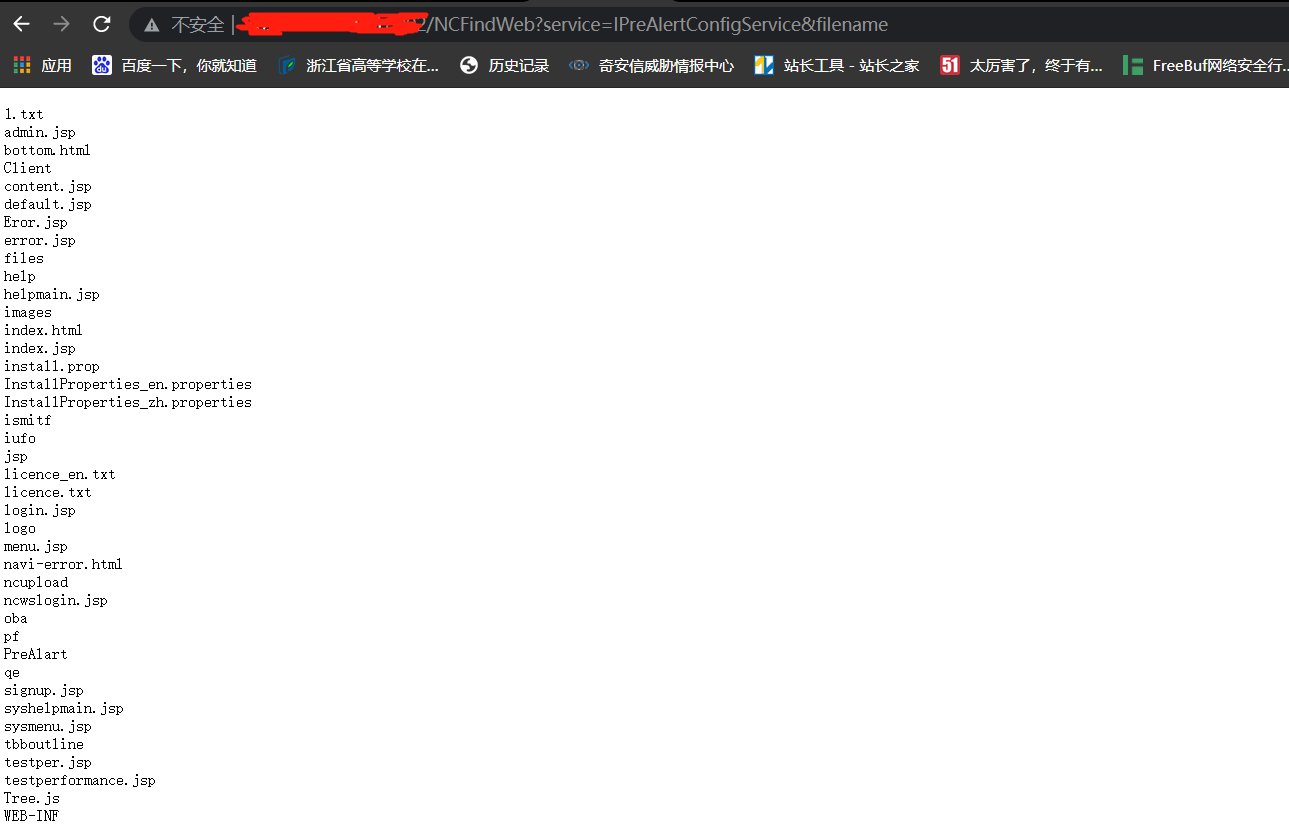 不安全 2/NCFindWeb?service=IPreAlertConfigService&filename
应用 百度一下，你就知道 浙江省高等学校在... 历史记录 奇安信威胁情报中心 站长工具 - 站长之家 51 太厉害了，终于有... FreeBuf网络安全行...
1.txt
admin.jsp
bottom.html
Client
content.jsp
default.jsp
Eror.jsp
error.jsp
files
help
helpmain.jsp
images
index.html
index.jsp
install.prop
InstallProperties_en.properties
InstallProperties_zh.properties
ismitf
iufo
jsp
licence_en.txt
licence.txt
login.jsp
logo
menu.jsp
navi-error.html
ncupload
ncwslogin.jsp
oba
pf
PreAlart
qe
signup.jsp
syshelpmain.jsp
sysmenu.jsp
tbboutline
testper.jsp
testperformance.jsp
Tree.js
WEB-INF